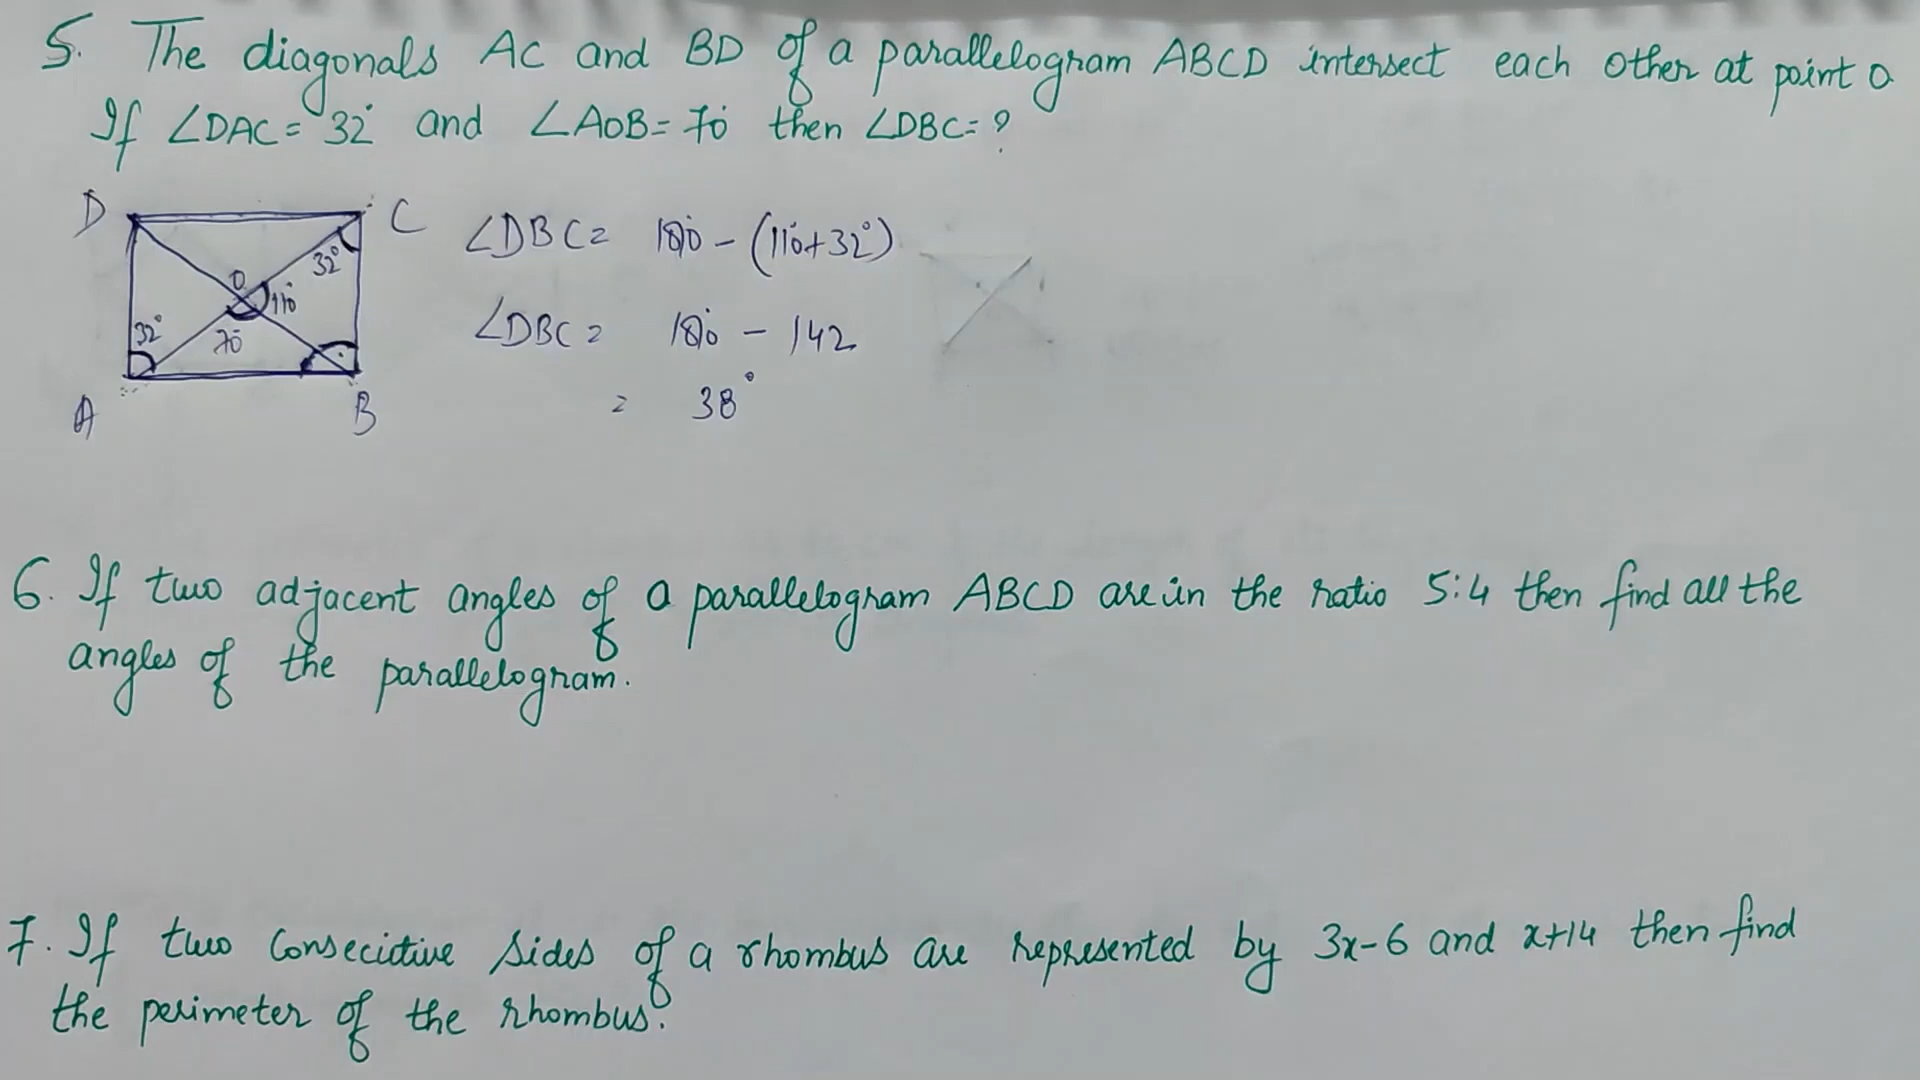 5. The diagonals AC and BD of a parallelogram ABCD intersect each other at point O
If ∠DAC = 32° and ∠AOB = 70° then ∠DBC = ?
D
C
∠DBC = 180° - (110° + 32°)
32°
O
110°
32°
70°
∠DBC = 180° - 142
= 38°
A
B
6. If two adjacent angles of a parallelogram ABCD are in the ratio 5:4 then find all the
angles of the parallelogram.
7. If two Consecitive sides of a rhombus are represented by 3x-6 and x+14 then find
the perimeter of the rhombus?